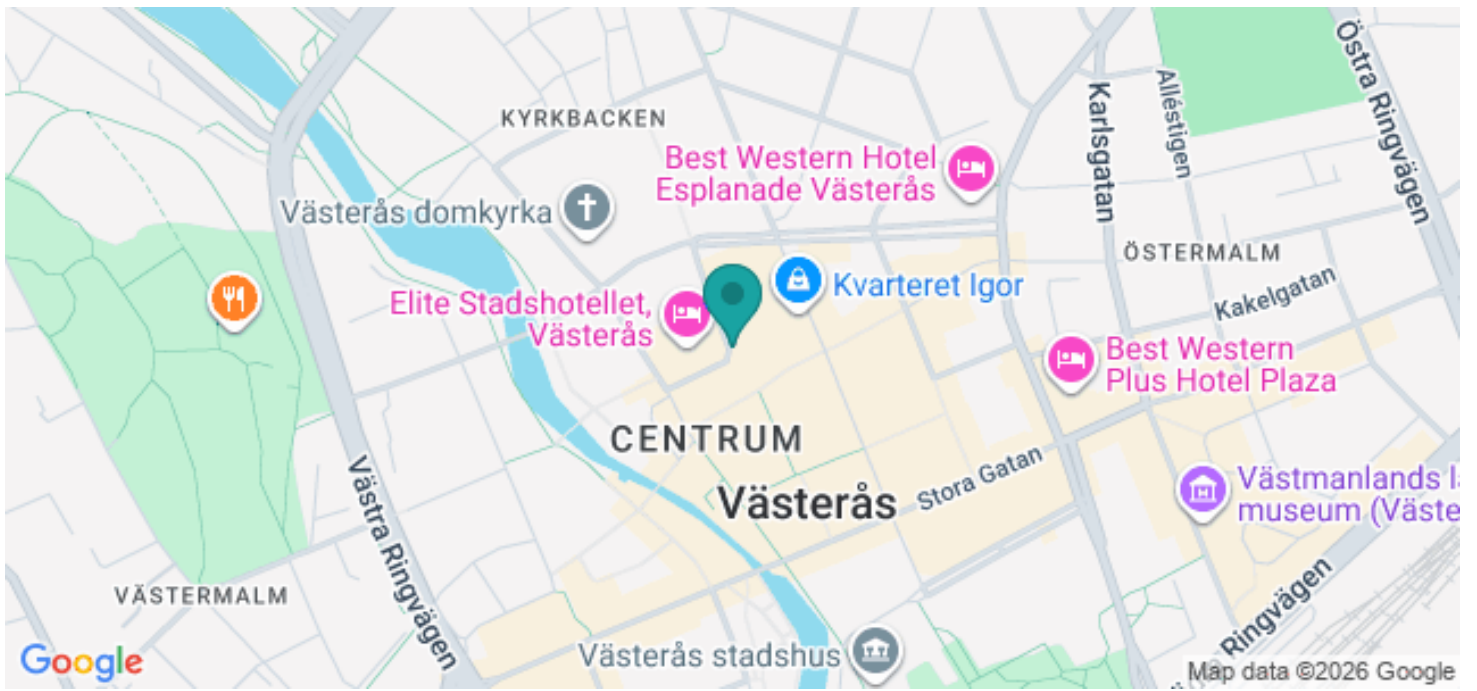 Östra Ringvägen
Alléstigen
Karlsgatan
KYRKBACKEN
Best Western Hotel
Esplanade Västerås
Västerås domkyrka
ÖSTERMALM
Kvarteret Igor
Kakelgatan
Elite Stadshotellet,
Västerås
Best Western
Plus Hotel Plaza
CENTRUM
Stora Gatan
Västerås
Västmanlands
museum
Västra Ringvägen
VÄSTERMALM
Ringvägen
Västerås stadshus
Google
Map data ©2026 Google